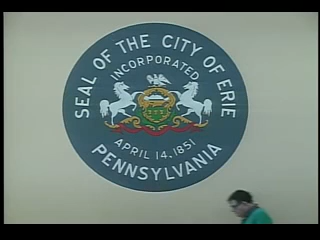 SEAL OF THE CITY OF ERIE
INCORPORATED
APRIL 14, 1851
PENNSYLVANIA